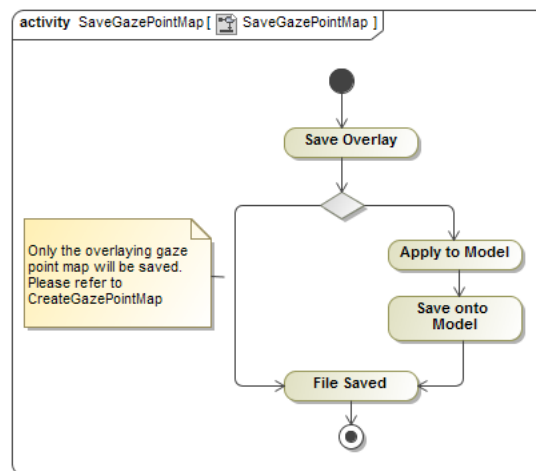 activity SaveGazePointMap [ SaveGazePointMap ]
Save Overlay
Only the overlaying gaze
point map will be saved.
Please refer to
CreateGazePointMap
Apply to Model
Save onto
Model
File Saved